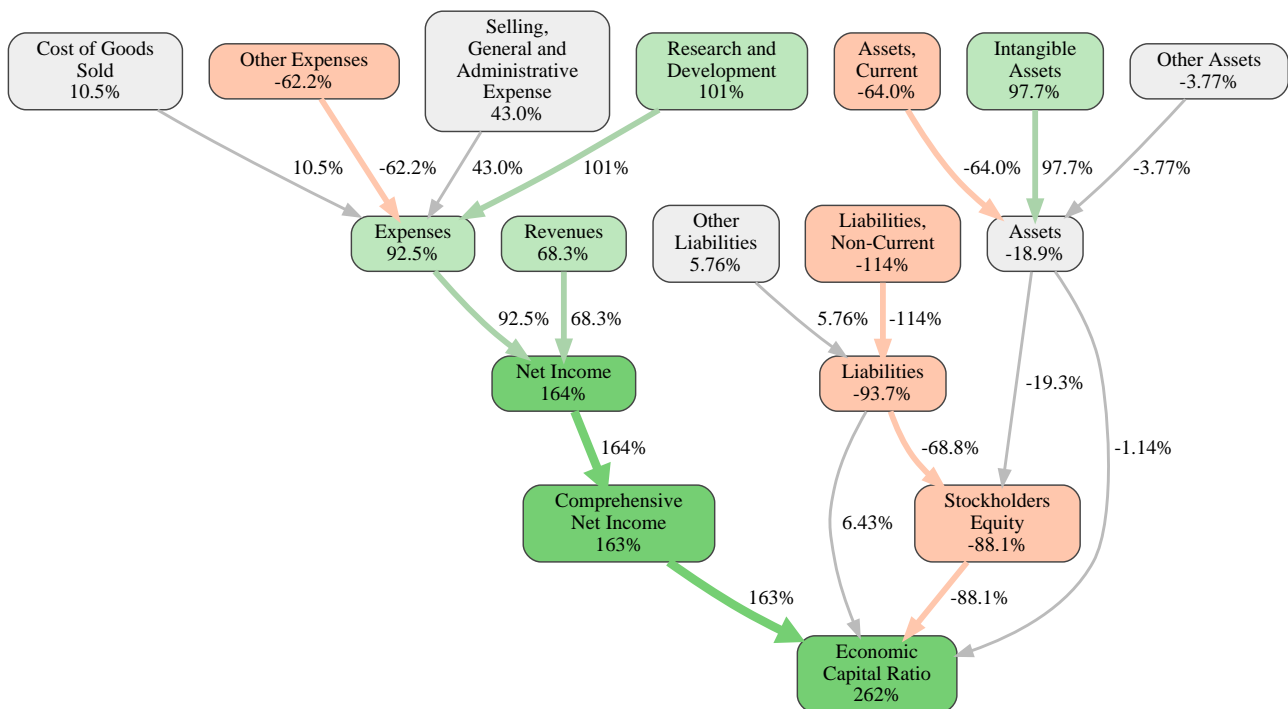 Cost of Goods
Sold
10.5%
Other Expenses
-62.2%
Selling,
General and
Administrative
Expense
43.0%
Research and
Development
101%
Assets,
Current
-64.0%
Intangible
Assets
97.7%
Other Assets
-3.77%
10.5%
-62.2%
43.0%
101%
-64.0%
97.7%
-3.77%
Expenses
92.5%
Revenues
68.3%
Other
Liabilities
5.76%
Liabilities,
Non-Current
-114%
Assets
-18.9%
92.5%
68.3%
5.76%
-114%
Net Income
164%
Liabilities
-93.7%
-19.3%
164%
-68.8%
-1.14%
Comprehensive
Net Income
163%
6.43%
Stockholders
Equity
-88.1%
163%
-88.1%
Economic
Capital Ratio
262%